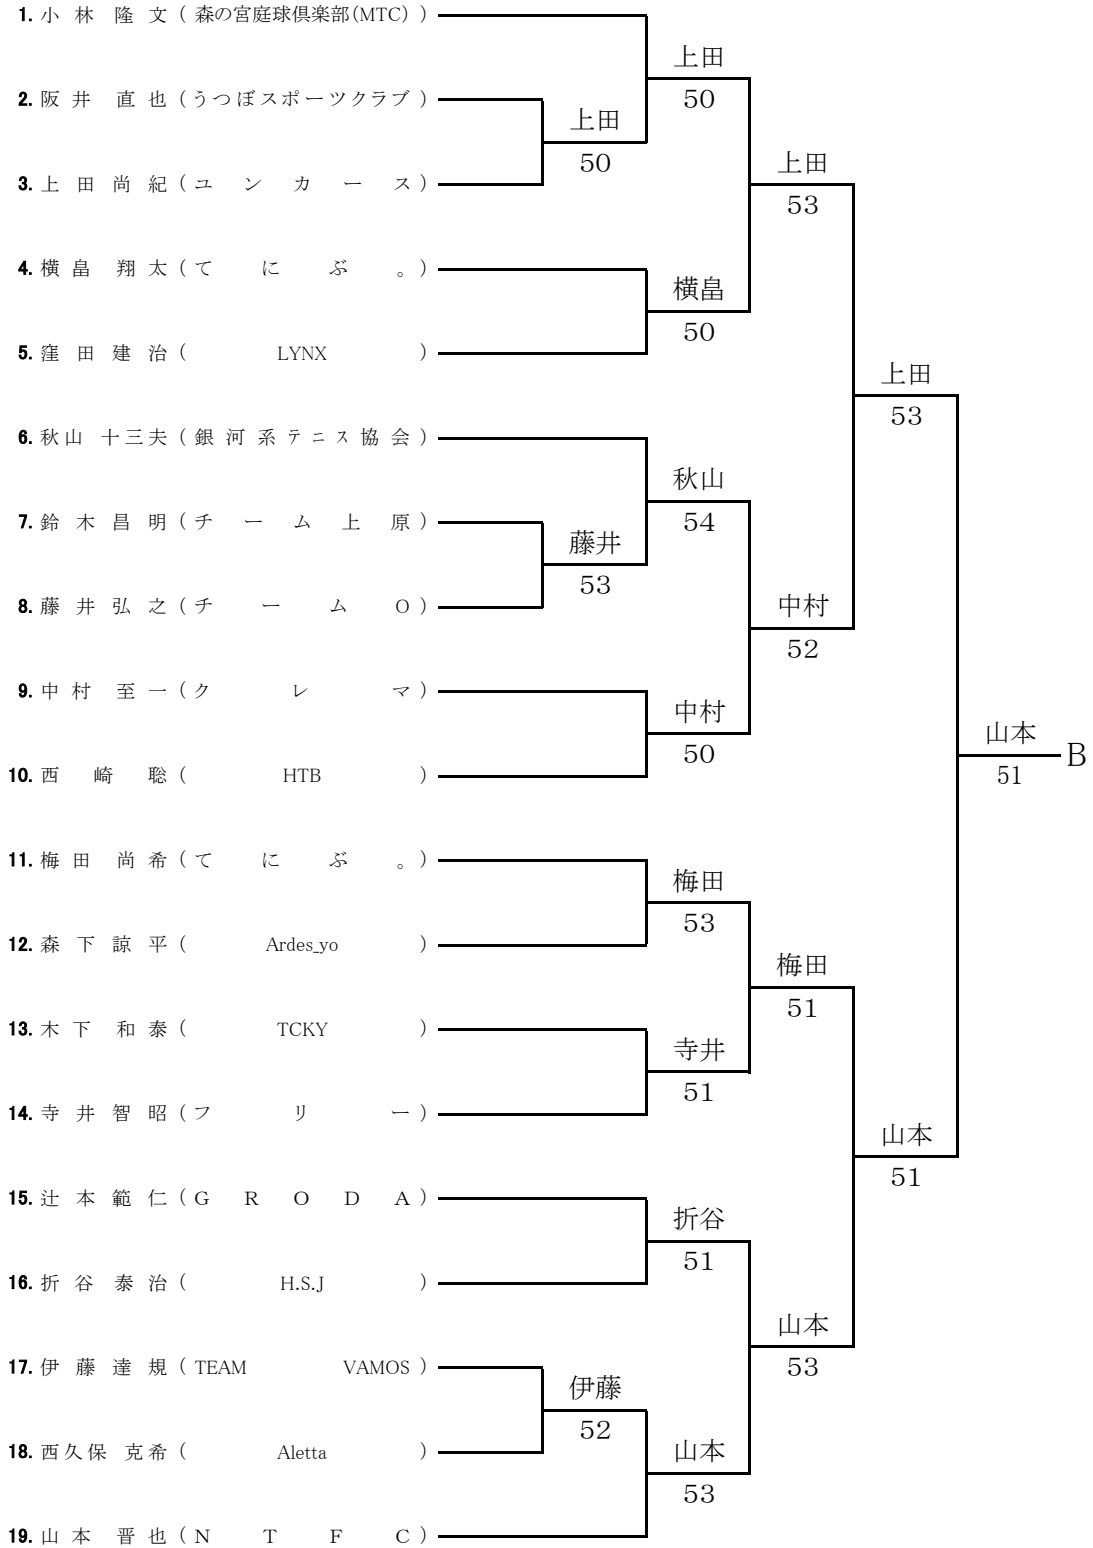 1. 小林 隆文 (森の宮庭球倶楽部(MTC))
上田
50
2. 阪井 直也 (うつぼスポーツクラブ)
上田
50
上田
53
3. 上田尚紀 (ユンカース)
4. 横畠 翔太 (てにぶ。)
横畠
50
5. 窪田建治 (LYNX)
上田
53
6. 秋山 十三夫 (銀河系テニス協会)
秋山
54
7. 鈴木昌明 (チーム上原)
藤井
53
8. 藤井弘之 (チームO)
中村
52
9. 中村 至一 (クレマ)
中村
50
山本
51
B
10. 西崎聡 (HTB)
11. 梅田 尚希 (てにぶ。)
梅田
53
12. 森下諒平 (Ardes_yo)
梅田
51
13. 木下 和泰 (TCKY)
寺井
51
14. 寺井智昭 (フリー)
山本
51
15. 辻本範仁 (GRODA)
折谷
51
16. 折谷 泰治 (H.S.J)
山本
53
17. 伊藤達規 (TEAM VAMOS)
伊藤
52
18. 西久保 克希 (Aletta)
山本
53
19. 山本 晋也 (NTFC)